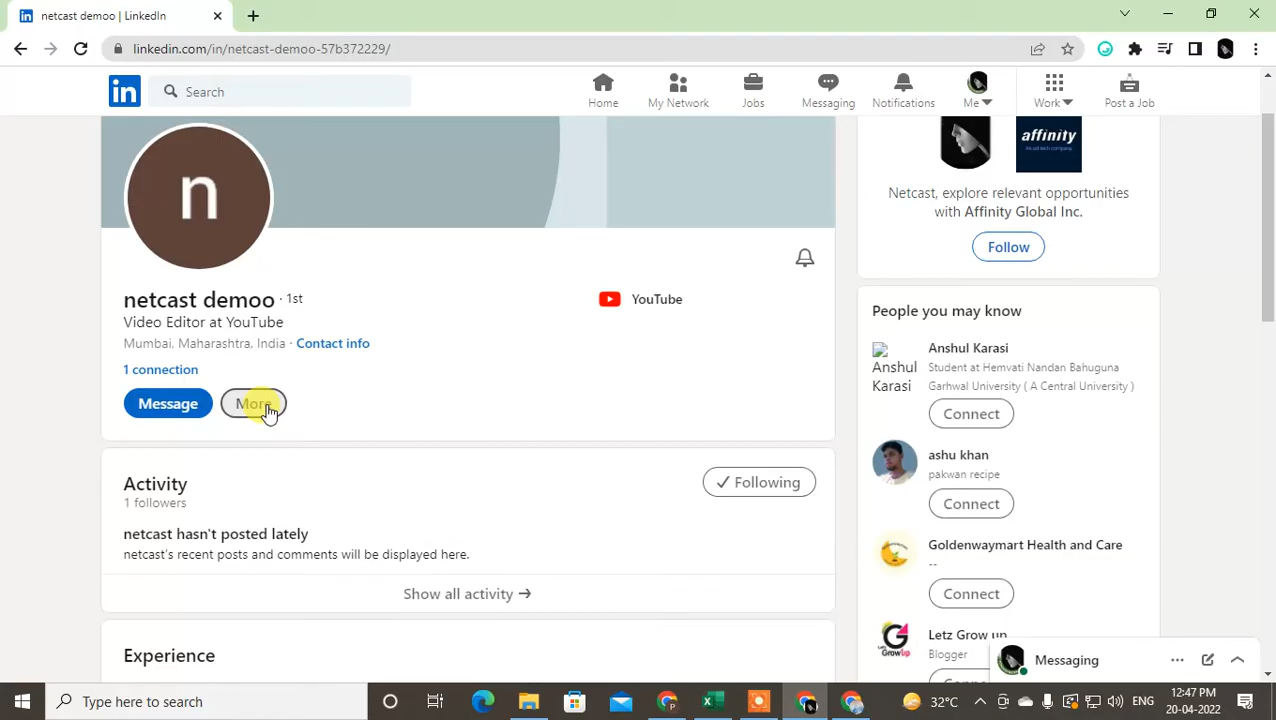 netcast demoo | LinkedIn
linkedin.com/in/netcast-demoo-57b372229/
in
Search
Home
My Network
Jobs
Messaging
Notifications
Me
Work
Post a Job
n
affinity
Netcast, explore relevant opportunities
with Affinity Global Inc.
Follow
netcast demoo · 1st
YouTube
Video Editor at YouTube
Mumbai, Maharashtra, India · Contact info
1 connection
Message
More
People you may know
Anshul
Karasi
Anshul Karasi
Student at Hemvati Nandan Bahuguna
Garhwal University ( A Central University )
Connect
ashu khan
pakwan recipe
Connect
Goldenwaymart Health and Care
--
Connect
Letz Grow up
Blogger
Activity
1 followers
Following
netcast hasn't posted lately
netcast's recent posts and comments will be displayed here.
Show all activity →
Experience
Messaging
Type here to search
32°C
ENG
12:47 PM
20-04-2022